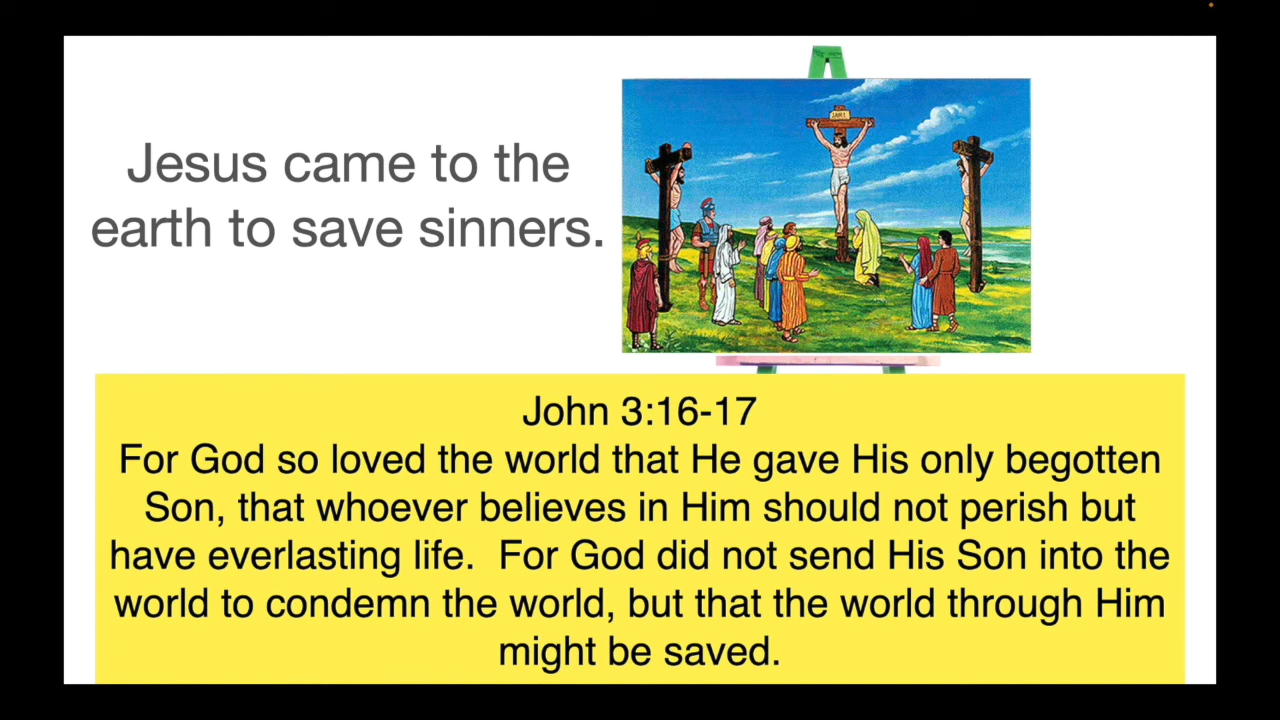 Jesus came to the
earth to save sinners.
John 3:16-17
For God so loved the world that He gave His only begotten
Son, that whoever believes in Him should not perish but
have everlasting life.  For God did not send His Son into the
world to condemn the world, but that the world through Him
might be saved.